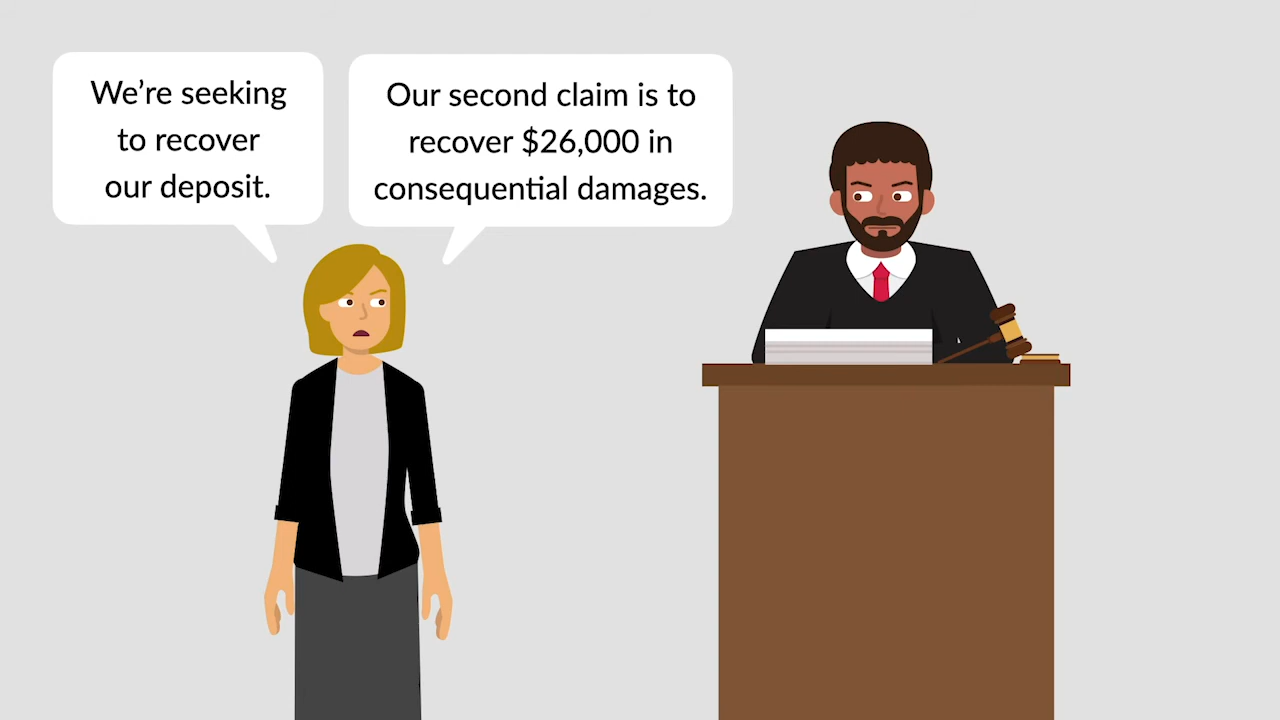 We’re seeking
to recover
our deposit.
Our second claim is to
recover $26,000 in
consequential damages.